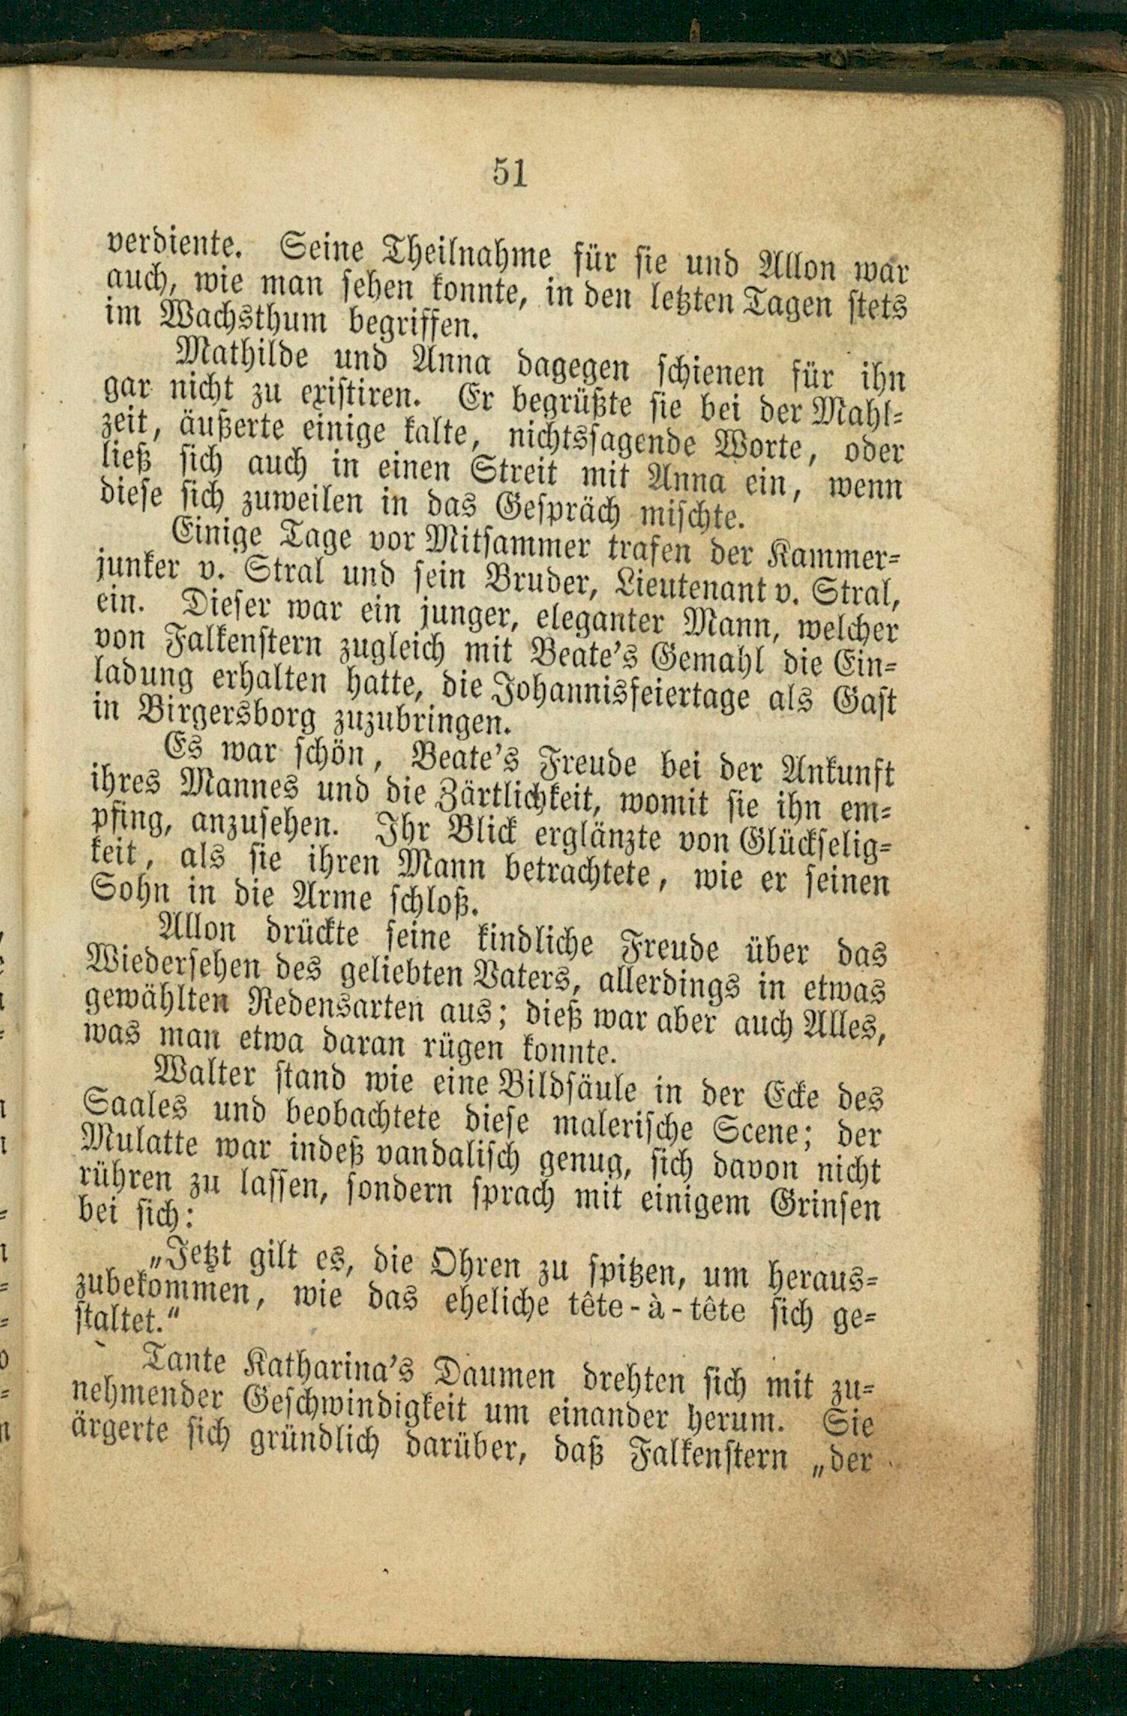 51
verdiente. Seine Theilnahme für sie und Allon war
auch, wie man sehen konnte, in den letzten Tagen stets
im Wachsthum begriffen.
Mathilde und Anna dagegen schienen für ihn
gar nicht zu existiren. Er begrüßte sie bei der Mahl-
zeit, äußerte einige kalte, nichtssagende Worte, oder
ließ sich auch in einen Streit mit Anna ein, wenn
diese sich zuweilen in das Gespräch mischte.
Einige Tage vor Mitsammer trafen der Kammer-
junker v. Stral und sein Bruder, Lieutenant v. Stral,
ein. Dieser war ein junger, eleganter Mann, welcher
von Falkenstern zugleich mit Beate's Gemahl die Ein-
ladung erhalten hatte, die Johannisfeiertage als Gast
in Birgersborg zuzubringen.
Es war schön, Beate's Freude bei der Ankunft
ihres Mannes und die Zärtlichkeit, womit sie ihn em-
pfing, anzusehen. Ihr Blick erglänzte von Glückselig-
keit, als sie ihren Mann betrachtete, wie er seinen
Sohn in die Arme schloß.
Allon drückte seine kindliche Freude über das
Wiedersehen des geliebten Vaters, allerdings in etwas
gewählten Redensarten aus; dieß war aber auch Alles,
was man etwa daran rügen konnte.
Walter stand wie eine Bildsäule in der Ecke des
Saales und beobachtete diese malerische Scene; der
Mulatte war indeß vandalisch genug, sich davon nicht
rühren zu lassen, sondern sprach mit einigem Grinsen
bei sich:
„Jetzt gilt es, die Ohren zu spitzen, um heraus-
zubekommen, wie das eheliche tête-à-tête sich ge-
staltet.“
Tante Katharina's Daumen drehten sich mit zu-
nehmender Geschwindigkeit um einander herum. Sie
ärgerte sich gründlich darüber, daß Falkenstern „der